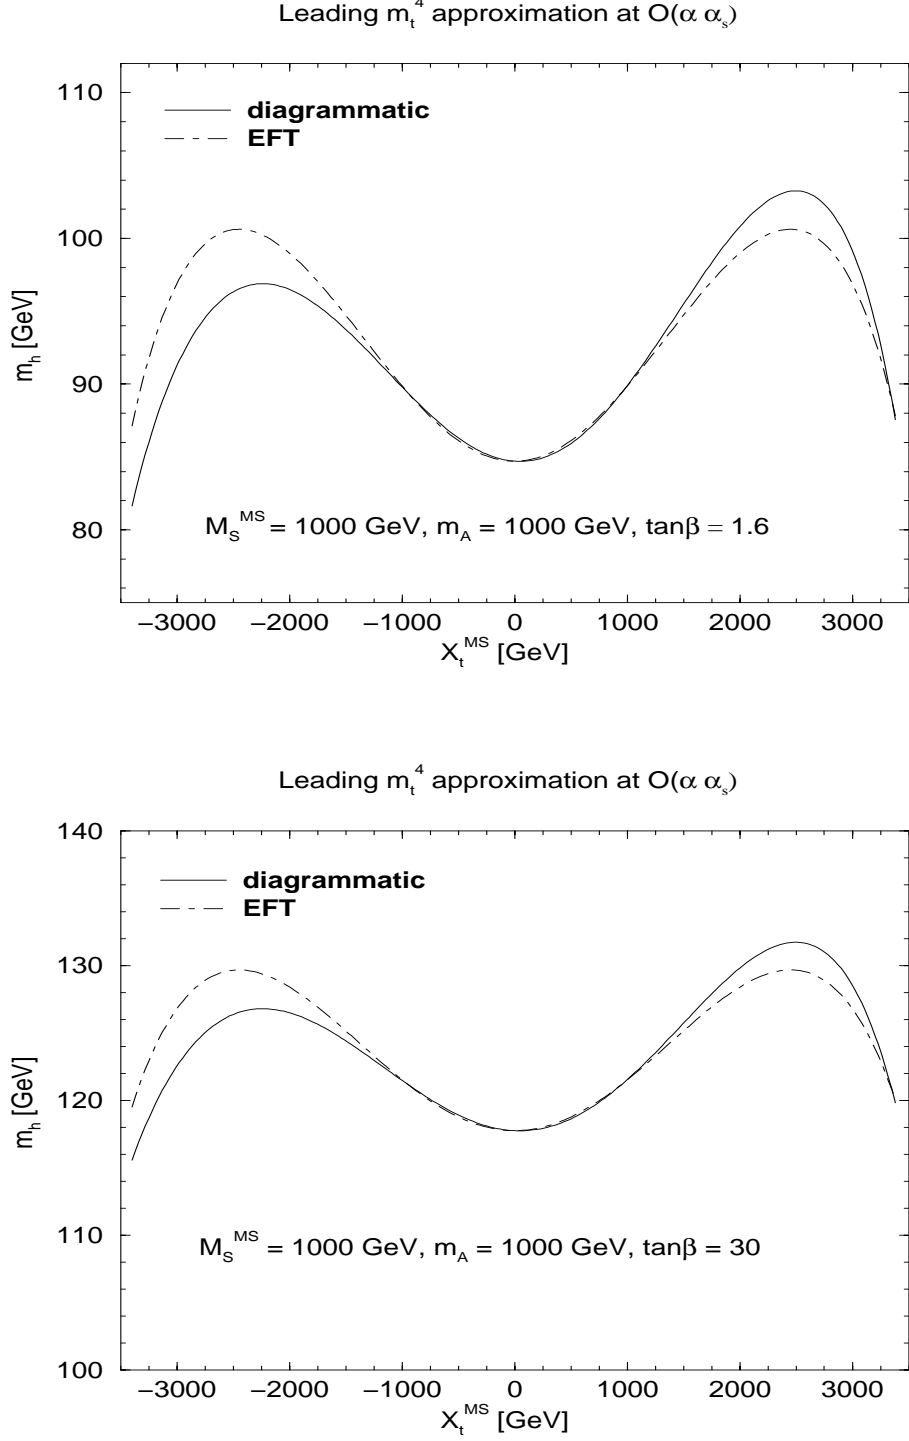 Leading m_t^4 approximation at O(α α_s)
110
diagrammatic
EFT
100
90
80
m_h [GeV]
M_S^MS = 1000 GeV, m_A = 1000 GeV, tanβ = 1.6
−3000 −2000 −1000 0 1000 2000 3000
X_t^MS [GeV]
Leading m_t^4 approximation at O(α α_s)
140
diagrammatic
EFT
130
120
110
100
m_h [GeV]
M_S^MS = 1000 GeV, m_A = 1000 GeV, tanβ = 30
−3000 −2000 −1000 0 1000 2000 3000
X_t^MS [GeV]